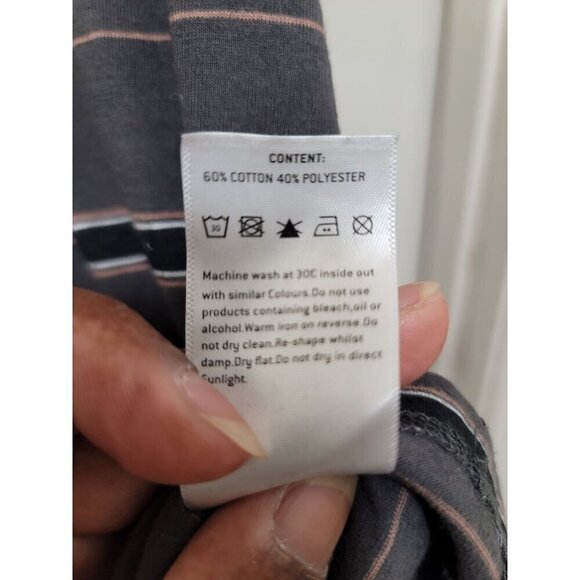 CONTENT:
60% COTTON 40% POLYESTER
30
Machine wash at 30C inside out
with similar Colours.Do not use
products containing bleach,oil or
alcohol.Warm iron on reverse.Do
not dry clean.Re-shape whilst
damp.Dry flat.Do not dry in direct
Sunlight.